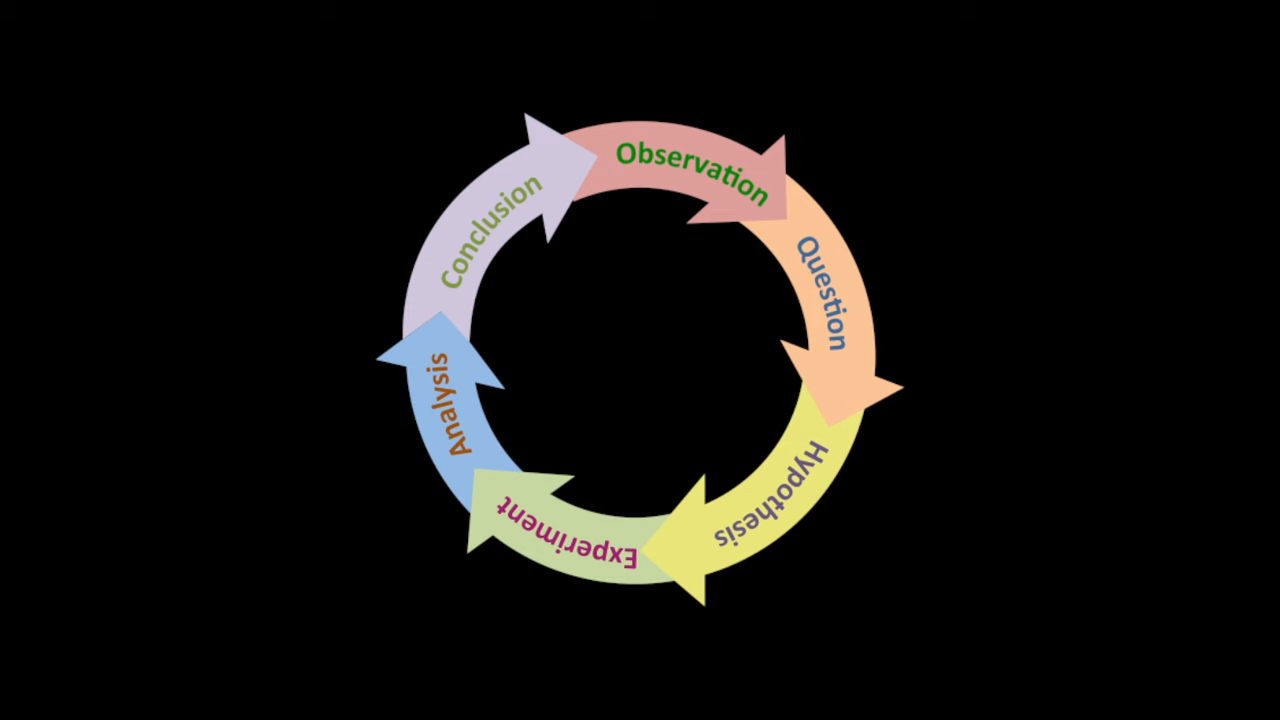 Observation
Question
Hypothesis
Experiment
Analysis
Conclusion